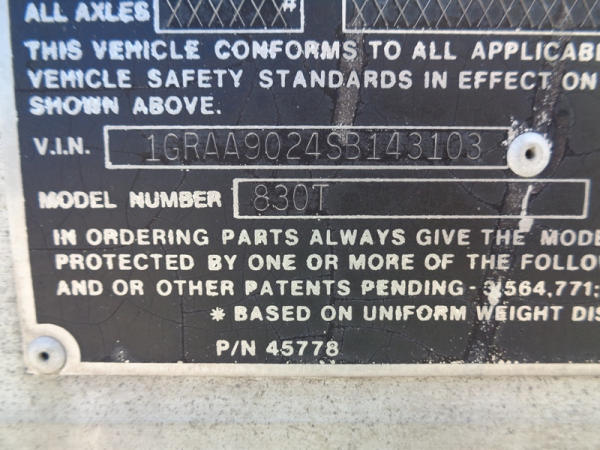 ALL AXLES XXXXXX*
THIS VEHICLE CONFORMS TO ALL APPLICABLE
VEHICLE SAFETY STANDARDS IN EFFECT ON
SHOWN ABOVE.
V.I.N. 1GRAA9024SB143103
MODEL NUMBER 830T
IN ORDERING PARTS ALWAYS GIVE THE MODE
PROTECTED BY ONE OR MORE OF THE FOLLO
AND OR OTHER PATENTS PENDING - 3,564,771;
* BASED ON UNIFORM WEIGHT DIS
P/N 45778